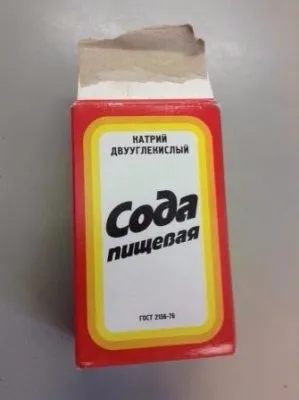 НАТРИЙ
ДВУУГЛЕКИСЛЫЙ
Сода
пищевая
ГОСТ 2156-76